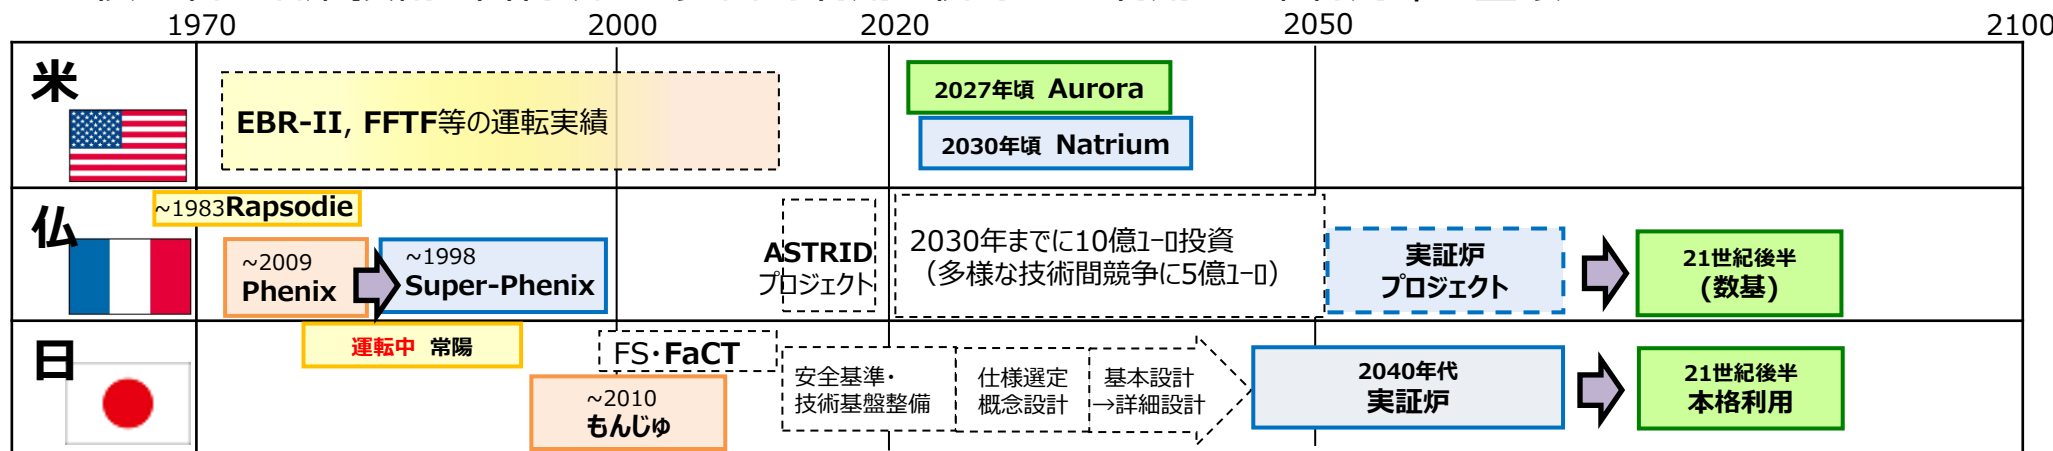 1970 2000 2020 2050 2100
米
EBR-II, FFTF等の運転実績
2027年頃 Aurora
2030年頃 Natrium
仏
~1983Rapsodie
~2009
Phenix
~1998
Super-Phenix
ASTRID
プロジェクト
2030年までに10億ﾕｰﾛ投資
（多様な技術間競争に5億ﾕｰﾛ）
実証炉
プロジェクト
21世紀後半
(数基)
日
運転中 常陽
FS・FaCT
~2010
もんじゅ
安全基準・
技術基盤整備
仕様選定
概念設計
基本設計
→詳細設計
2040年代
実証炉
21世紀後半
本格利用